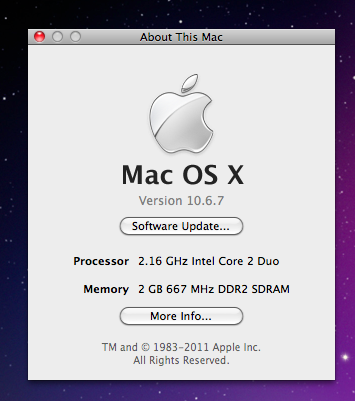 About This Mac
Mac OS X
Version 10.6.7
Software Update...
Processor 2.16 GHz Intel Core 2 Duo
Memory 2 GB 667 MHz DDR2 SDRAM
More Info...
TM and © 1983-2011 Apple Inc.
All Rights Reserved.